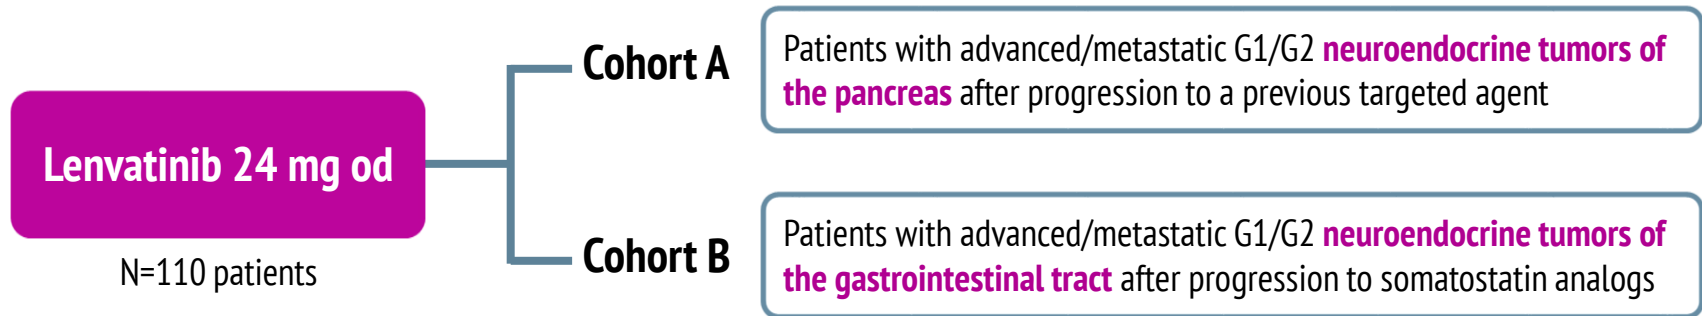 Lenvatinib 24 mg od
N=110 patients
Cohort A
Patients with advanced/metastatic G1/G2 neuroendocrine tumors of
the pancreas after progression to a previous targeted agent
Cohort B
Patients with advanced/metastatic G1/G2 neuroendocrine tumors of
the gastrointestinal tract after progression to somatostatin analogs